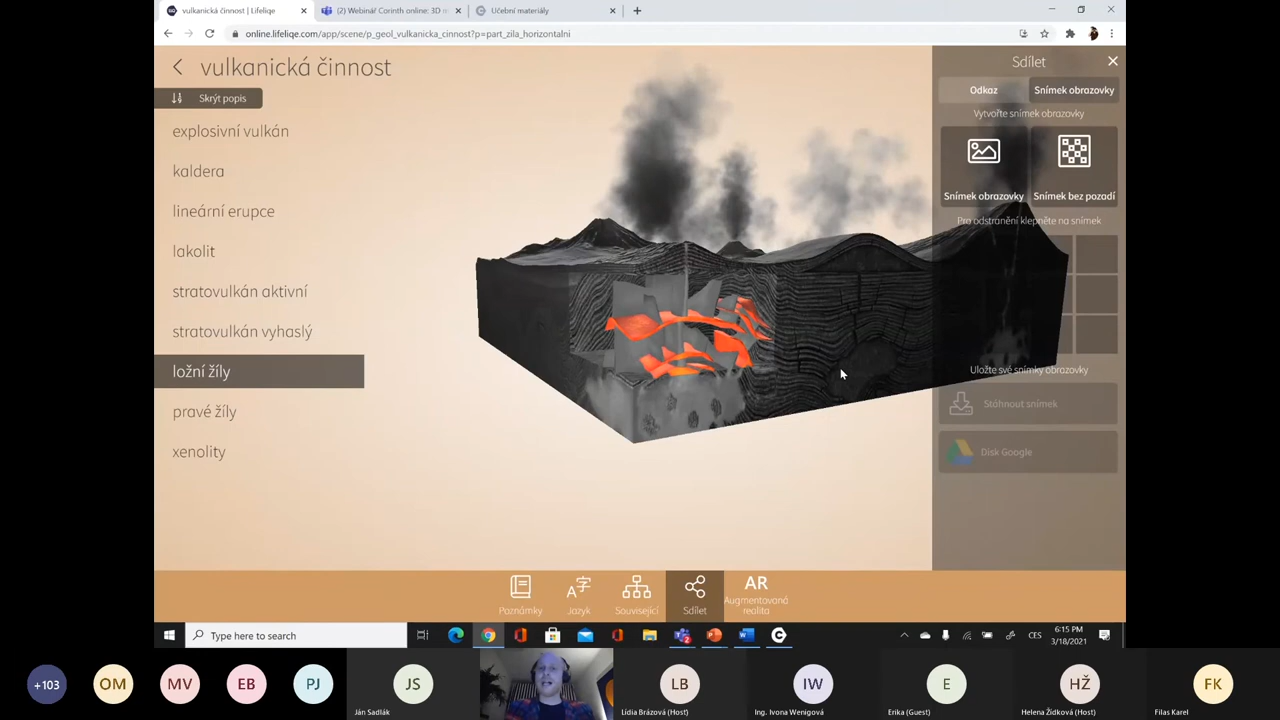 vulkanická činnost | Lifeliqe
(2) Webinář Corinth online: 3D m
Učební materiály
online.lifeliqe.com/app/scene/p_geol_vulkanicka_cinnost?p=part_zila_horizontalni
vulkanická činnost
Skrýt popis
explosivní vulkán
kaldera
lineární erupce
lakolit
stratovulkán aktivní
stratovulkán vyhaslý
ložní žíly
pravé žíly
xenolity
Sdílet
Odkaz
Snímek obrazovky
Vytvořte snímek obrazovky
Snímek obrazovky
Snímek bez pozadí
Pro odstranění klepněte na snímek
Uložte své snímky obrazovky
Stáhnout snímek
Disk Google
Poznámky
Jazyk
Související
Sdílet
AR
Augmentovaná
realita
Type here to search
CES
6:15 PM
3/18/2021
+103
OM
MV
EB
PJ
JS
Ján Sadlák
LB
Lídia Brázová (Host)
IW
Ing. Ivona Wenigová
E
Erika (Guest)
HŽ
Helena Židková (Host)
FK
Filas Karel